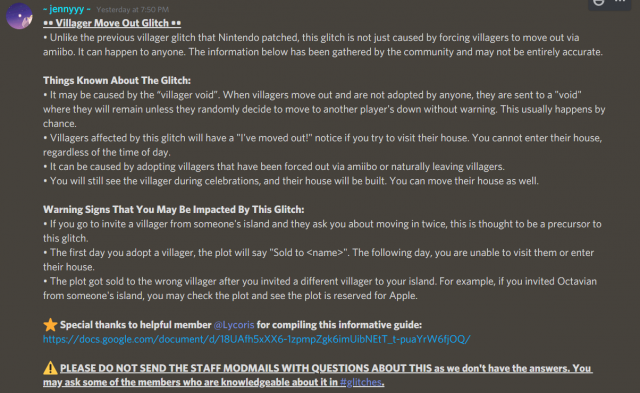 - jennyyy - Yesterday at 7:50 PM
•• Villager Move Out Glitch ••
• Unlike the previous villager glitch that Nintendo patched, this glitch is not just caused by forcing villagers to move out via
amiibo. It can happen to anyone. The information below has been gathered by the community and may not be entirely accurate.
Things Known About The Glitch:
• It may be caused by the “villager void”. When villagers move out and are not adopted by anyone, they are sent to a "void"
where they will remain unless they randomly decide to move to another player's down without warning. This usually happens by
chance.
• Villagers affected by this glitch will have a "I've moved out!" notice if you try to visit their house. You cannot enter their house,
regardless of the time of day.
• It can be caused by adopting villagers that have been forced out via amiibo or naturally leaving villagers.
• You will still see the villager during celebrations, and their house will be built. You can move their house as well.
Warning Signs That You May Be Impacted By This Glitch:
• If you go to invite a villager from someone's island and they ask you about moving in twice, this is thought to be a precursor to
this glitch.
• The first day you adopt a villager, the plot will say "Sold to <name>". The following day, you are unable to visit them or enter
their house.
• The plot got sold to the wrong villager after you invited a different villager to your island. For example, if you invited Octavian
from someone's island, you may check the plot and see the plot is reserved for Apple.
⭐ Special thanks to helpful member @Lycoris for compiling this informative guide:
https://docs.google.com/document/d/18UAfh5xXX6-1zpmpZgk6imUibNEtT_t-puaYrW6fjOQ/
⚠️ PLEASE DO NOT SEND THE STAFF MODMAILS WITH QUESTIONS ABOUT THIS as we don't have the answers. You
may ask some of the members who are knowledgeable about it in #glitches.